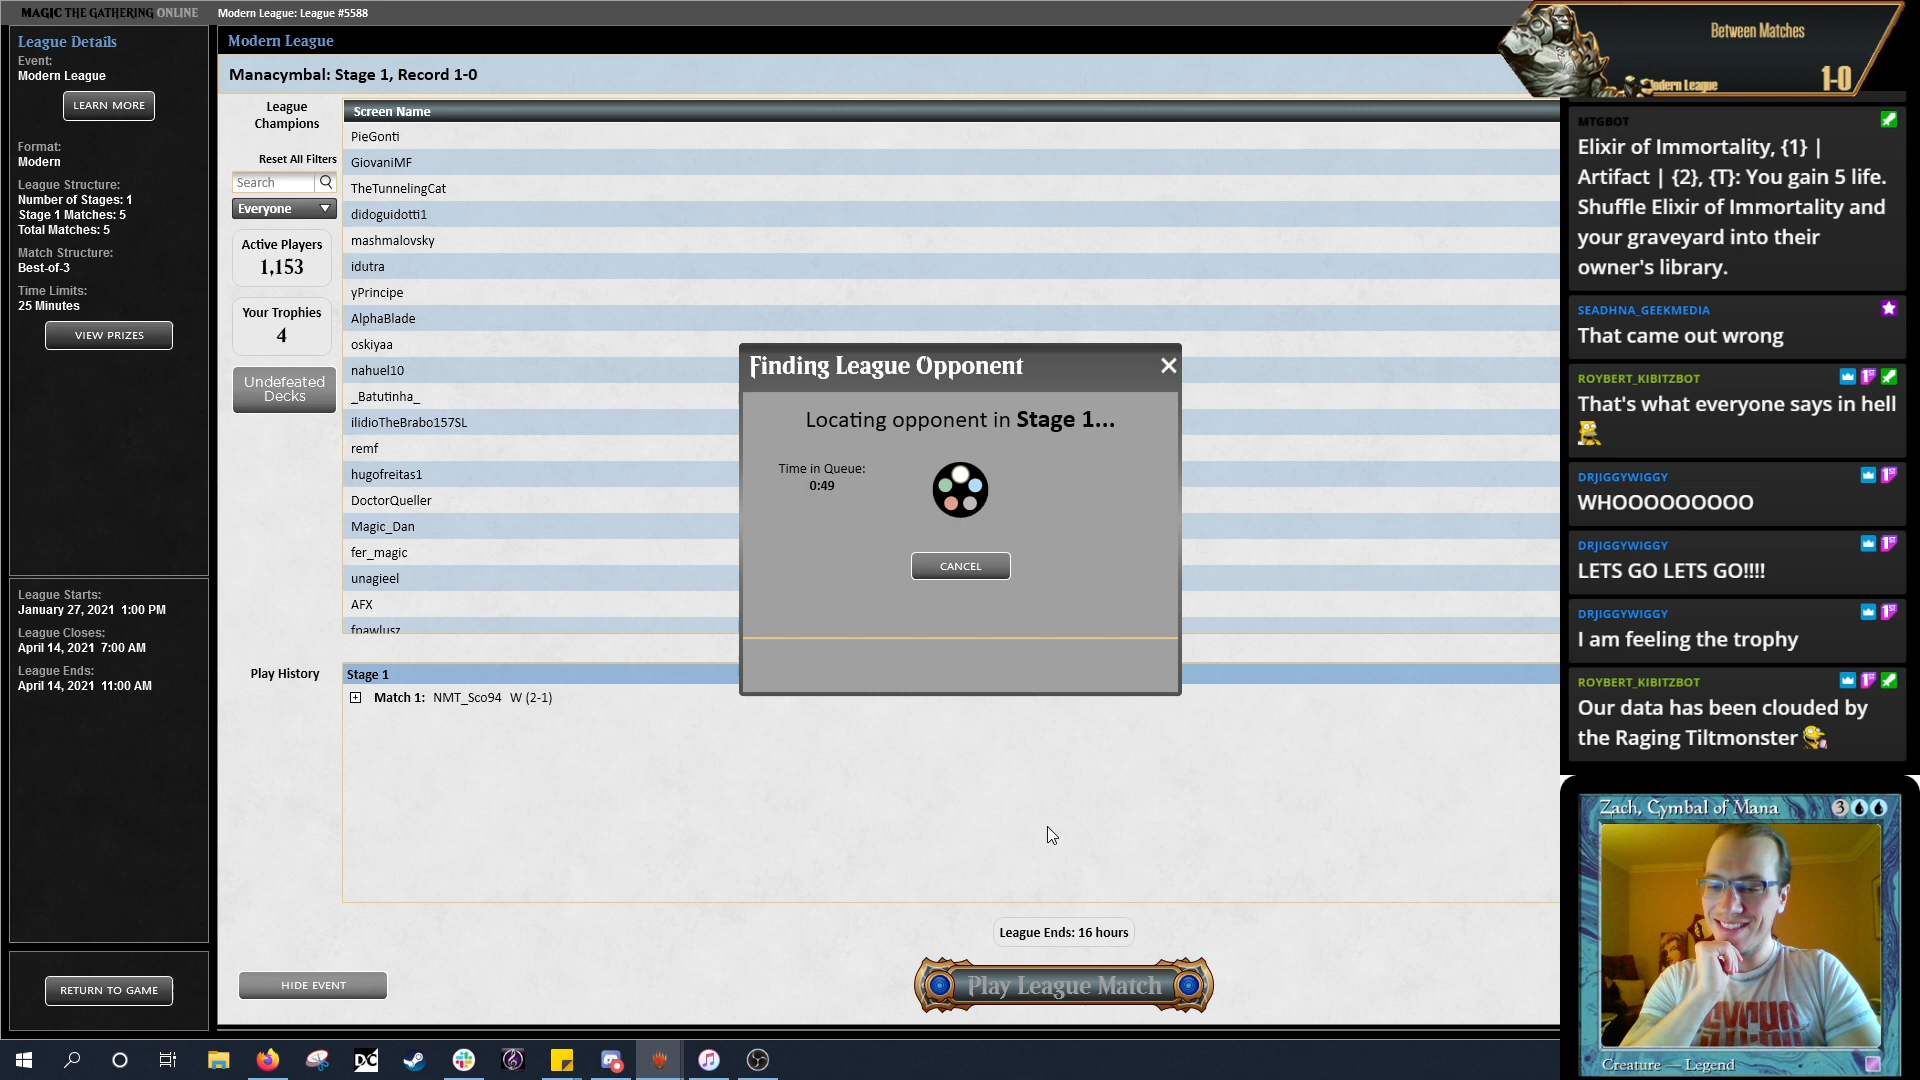 MAGIC THE GATHERING ONLINE
Modern League: League #5588
League Details
Event:
Modern League
LEARN MORE
Format:
Modern
League Structure:
Number of Stages: 1
Stage 1 Matches: 5
Total Matches: 5
Match Structure:
Best-of-3
Time Limits:
25 Minutes
VIEW PRIZES
League Starts:
January 27, 2021 1:00 PM
League Closes:
April 14, 2021 7:00 AM
League Ends:
April 14, 2021 11:00 AM
RETURN TO GAME
Modern League
Manacymbal: Stage 1, Record 1-0
League
Champions
Reset All Filters
Search
Everyone
Active Players
1,153
Your Trophies
4
Undefeated
Decks
Screen Name
PieGonti
GiovaniMF
TheTunnelingCat
didoguidotti1
mashmalovsky
idutra
yPrincipe
AlphaBlade
oskiyaa
nahuel10
_Batutinha_
ilidioTheBrabo157SL
remf
hugofreitas1
DoctorQueller
Magic_Dan
fer_magic
unagieel
AFX
fpawlusz
Finding League Opponent
Locating opponent in Stage 1...
Time in Queue:
0:49
CANCEL
Play History
Stage 1
Match 1: NMT_Sco94 W (2-1)
League Ends: 16 hours
HIDE EVENT
Play League Match
Between Matches
Modern League
1-0
MTGBOT
Elixir of Immortality, {1} |
Artifact | {2}, {T}: You gain 5 life.
Shuffle Elixir of Immortality and
your graveyard into their
owner's library.
SEADHNA_GEEKMEDIA
That came out wrong
ROYBERT_KIBITZBOT
That's what everyone says in hell
DRJIGGYWIGGY
WHOOOOOOOOO
DRJIGGYWIGGY
LETS GO LETS GO!!!!
DRJIGGYWIGGY
I am feeling the trophy
ROYBERT_KIBITZBOT
Our data has been clouded by
the Raging Tiltmonster
Zach, Cymbal of Mana 3
Creature — Legend
DC